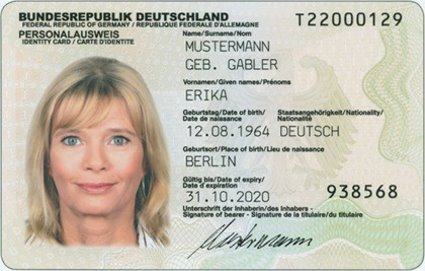 BUNDESREPUBLIK DEUTSCHLAND T22000129
FEDERAL REPUBLIC OF GERMANY / REPUBLIQUE FEDERALE D'ALLEMAGNE
PERSONALAUSWEIS
IDENTITY CARD / CARTE D'IDENTITE
Name/Surname/Nom
MUSTERMANN
GEB. GABLER
Vornamen/Given names/Prénoms
ERIKA
Geburtstag/Date of birth/ Staatsangehörigkeit/Nationality/
Date de naissance Nationalité
12.08.1964 DEUTSCH
Geburtsort/Place of birth/Lieu de naissance
BERLIN
Gültig bis/Date of expiry/
Date d'expiration
31.10.2020 938568
Unterschrift der Inhaberin/des Inhabers -
Signature of bearer - Signature de la titulaire/du titulaire
Mustermann